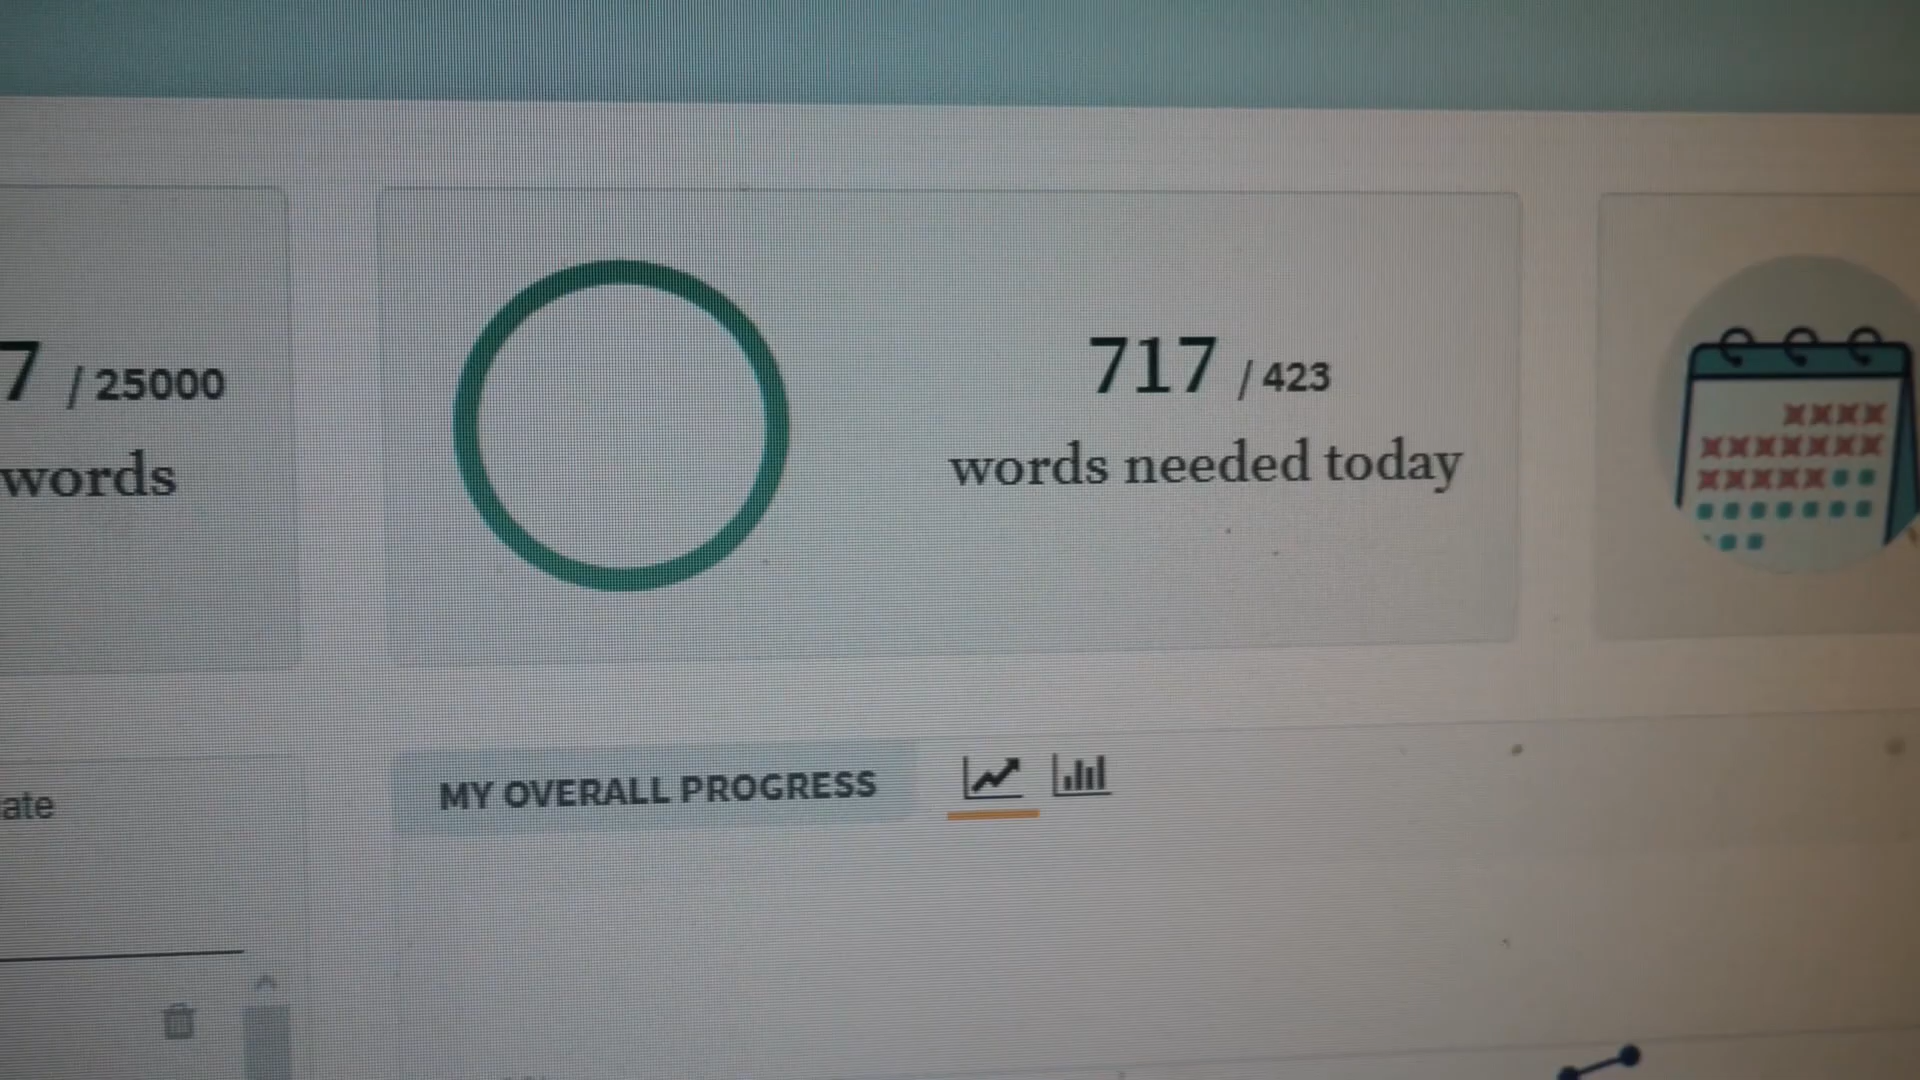 7 / 25000
words
717 / 423
words needed today
MY OVERALL PROGRESS
ate